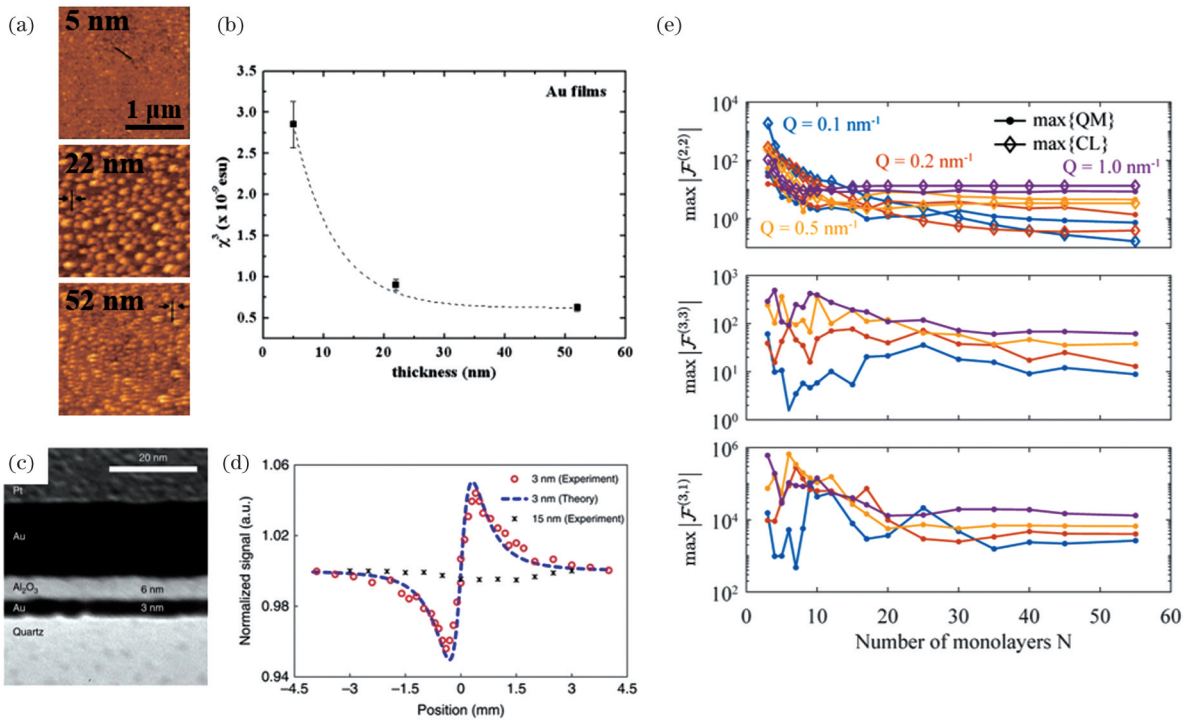 (a)
5 nm
1 μm
22 nm
52 nm
(b)
3.5
3.0
2.5
2.0
1.5
1.0
0.5
χ³ (x 10⁻⁹ esu)
Au films
0 10 20 30 40 50 60
thickness (nm)
(c)
20 nm
Pt
Au
Al₂O₃ 6 nm
Au 3 nm
Quartz
(d)
1.06
1.02
0.98
0.94
Normalized signal (a.u.)
3 nm (Experiment)
3 nm (Theory)
15 nm (Experiment)
−4.5 −3 −1.5 0 1.5 3 4.5
Position (mm)
(e)
10⁴
10²
10⁰
max |𝓕⁽²,²⁾|
Q = 0.1 nm⁻¹
max{QM}
max{CL}
Q = 0.2 nm⁻¹
Q = 1.0 nm⁻¹
Q = 0.5 nm⁻¹
10³
10²
10¹
10⁰
max |𝓕⁽³,³⁾|
10⁶
10⁴
10²
max |𝓕⁽³,¹⁾|
0 10 20 30 40 50 60
Number of monolayers N